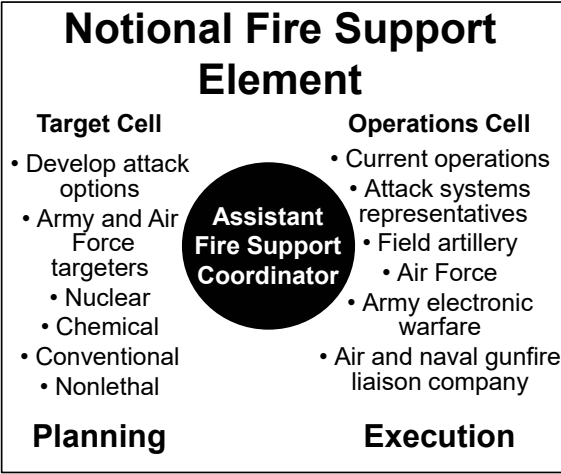 Notional Fire Support
Element
Target Cell
• Develop attack
options
• Army and Air
Force
targeters
• Nuclear
• Chemical
• Conventional
• Nonlethal
Planning
Assistant
Fire Support
Coordinator
Operations Cell
• Current operations
• Attack systems
representatives
• Field artillery
• Air Force
• Army electronic
warfare
• Air and naval gunfire
liaison company
Execution